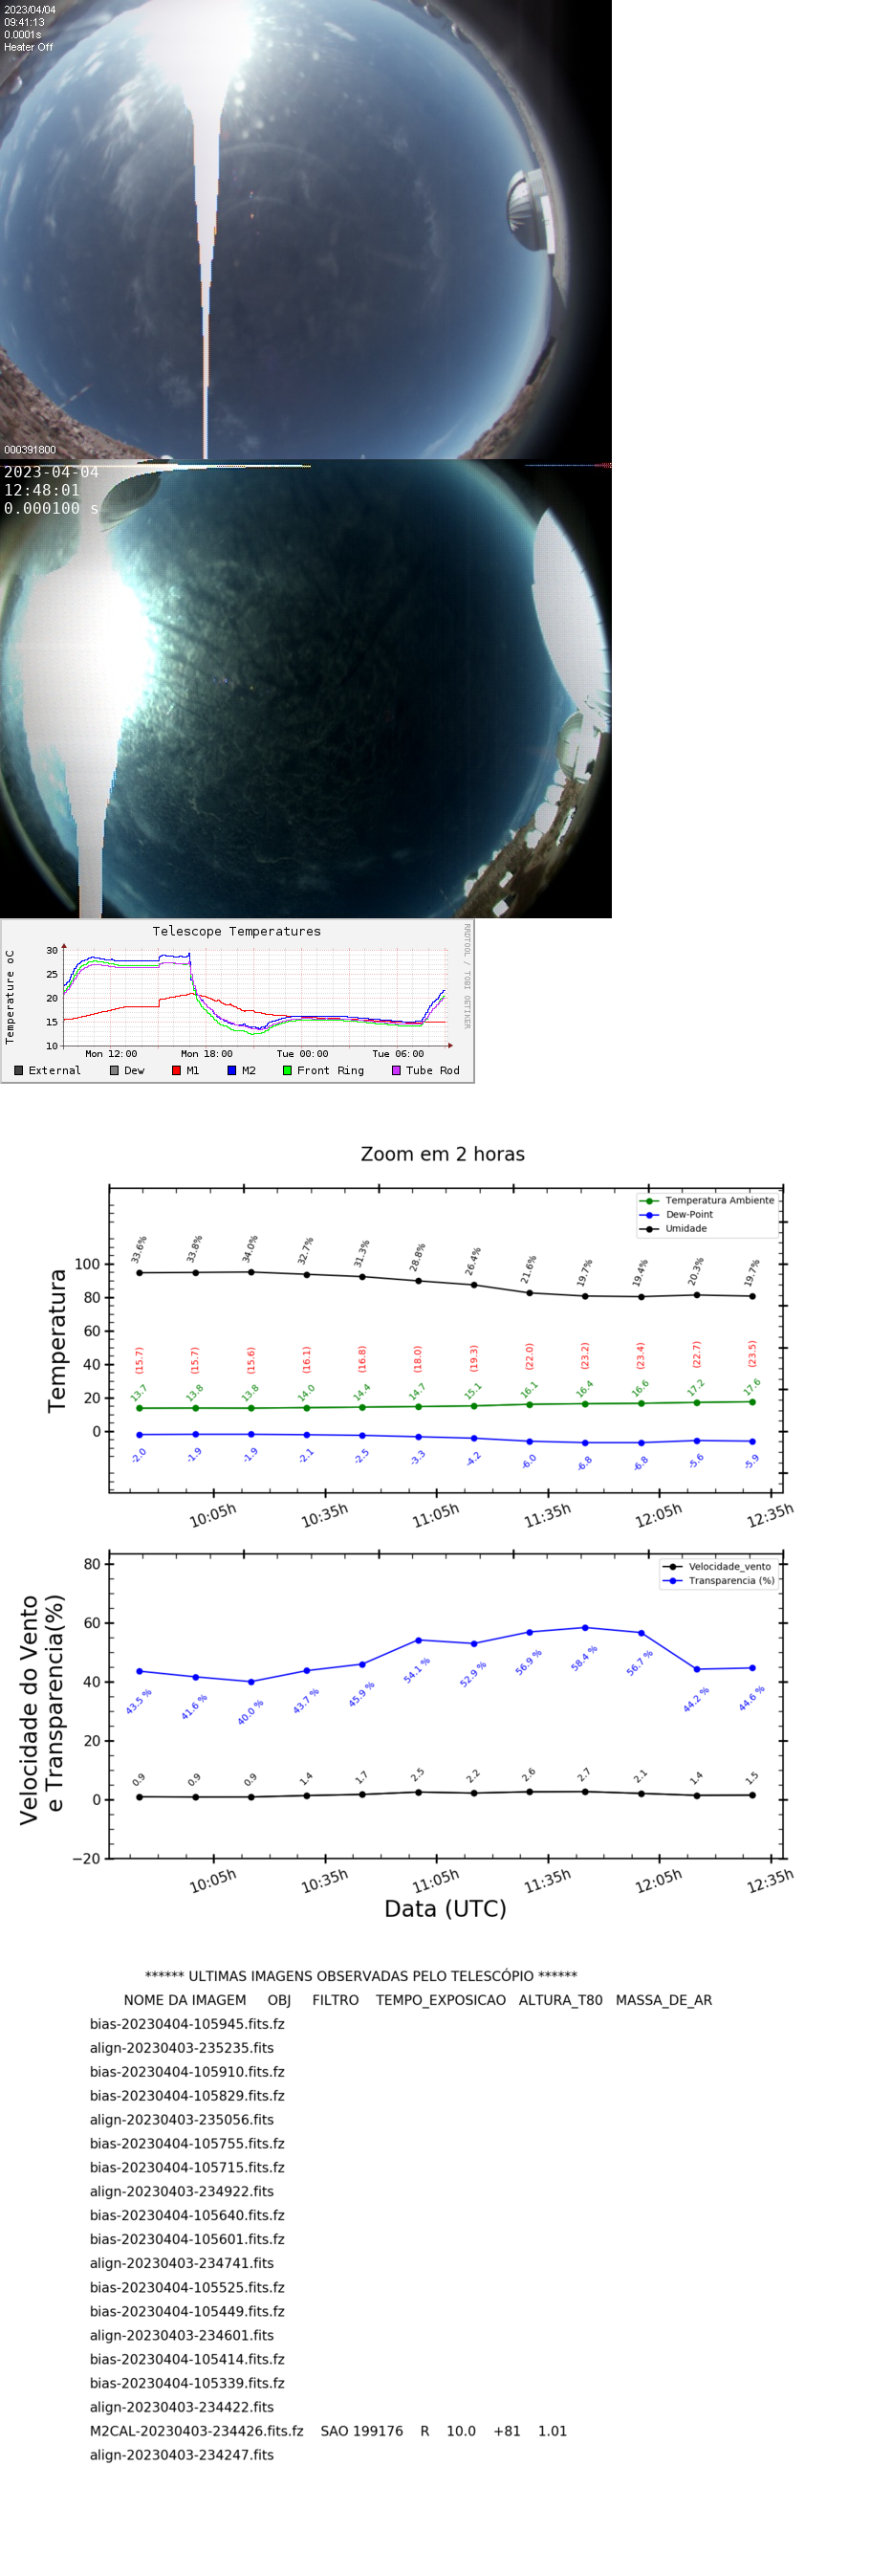 2023/04/04
09:41:13
0.0001s
Heater Off
000391800
2023-04-04
12:48:01
0.000100 s
Telescope Temperatures
RRDTOOL / TOBI OETIKER
Temperature oC
30
25
20
15
10
Mon 12:00 Mon 18:00 Tue 00:00 Tue 06:00
External Dew M1 M2 Front Ring Tube Rod
Zoom em 2 horas
Temperatura Ambiente
Dew-Point
Umidade
Temperatura
100
80
60
40
20
0
33.6% 33.8% 34.0% 32.7% 31.3% 28.8% 26.4% 21.6% 19.7% 19.4% 20.3% 19.7%
(15.7) (15.7) (15.6) (16.1) (16.8) (18.0) (19.3) (22.0) (23.2) (23.4) (22.7) (23.5)
13.7 13.8 13.8 14.0 14.4 14.7 15.1 16.1 16.4 16.6 17.2 17.6
-2.0 -1.9 -1.9 -2.1 -2.5 -3.3 -4.2 -6.0 -6.8 -6.8 -5.6 -5.9
10:05h 10:35h 11:05h 11:35h 12:05h 12:35h
Velocidade_vento
Transparencia (%)
Velocidade do Vento
e Transparencia(%)
80
60
40
20
0
−20
43.5 % 41.6 % 40.0 % 43.7 % 45.9 % 54.1 % 52.9 % 56.9 % 58.4 % 56.7 % 44.2 % 44.6 %
0.9 0.9 0.9 1.4 1.7 2.5 2.2 2.6 2.7 2.1 1.4 1.5
10:05h 10:35h 11:05h 11:35h 12:05h 12:35h
Data (UTC)
****** ULTIMAS IMAGENS OBSERVADAS PELO TELESCÓPIO ******
NOME DA IMAGEM OBJ FILTRO TEMPO_EXPOSICAO ALTURA_T80 MASSA_DE_AR
bias-20230404-105945.fits.fz
align-20230403-235235.fits
bias-20230404-105910.fits.fz
bias-20230404-105829.fits.fz
align-20230403-235056.fits
bias-20230404-105755.fits.fz
bias-20230404-105715.fits.fz
align-20230403-234922.fits
bias-20230404-105640.fits.fz
bias-20230404-105601.fits.fz
align-20230403-234741.fits
bias-20230404-105525.fits.fz
bias-20230404-105449.fits.fz
align-20230403-234601.fits
bias-20230404-105414.fits.fz
bias-20230404-105339.fits.fz
align-20230403-234422.fits
M2CAL-20230403-234426.fits.fz SAO 199176 R 10.0 +81 1.01
align-20230403-234247.fits